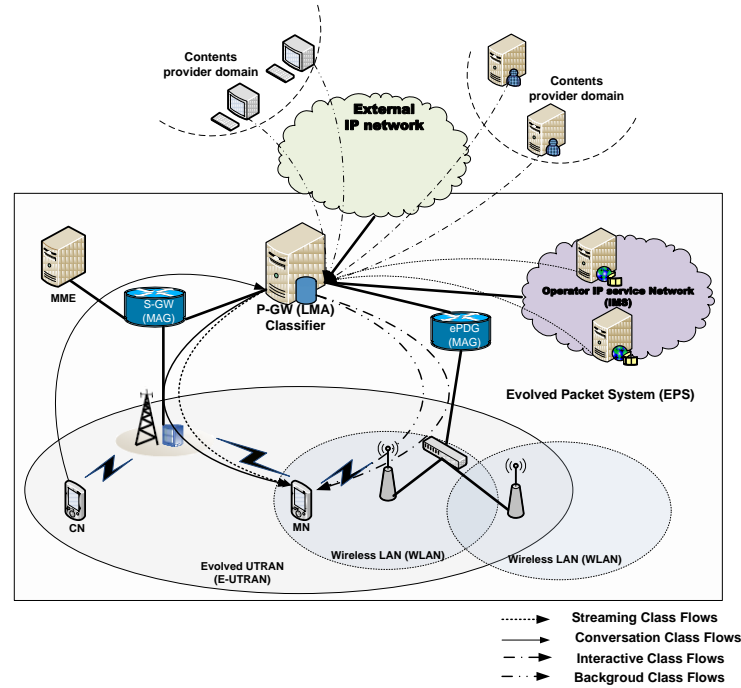 Contents
provider domain
Contents
provider domain
External
IP network
MME
S-GW
(MAG)
P-GW (LMA)
Classifier
ePDG
(MAG)
Operator IP service Network
(IMS)
Evolved Packet System (EPS)
CN
MN
Evolved UTRAN
(E-UTRAN)
Wireless LAN (WLAN)
Wireless LAN (WLAN)
Streaming Class Flows
Conversation Class Flows
Interactive Class Flows
Backgroud Class Flows